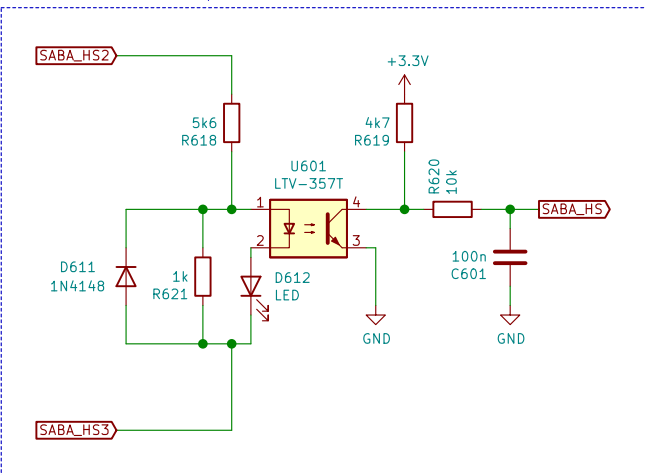 SABA_HS2
+3.3V
5k6
R618
4k7
R619
U601
LTV-357T
R620
10k
1
4
SABA_HS
2
3
D611
1N4148
1k
R621
D612
LED
100n
C601
GND
GND
SABA_HS3